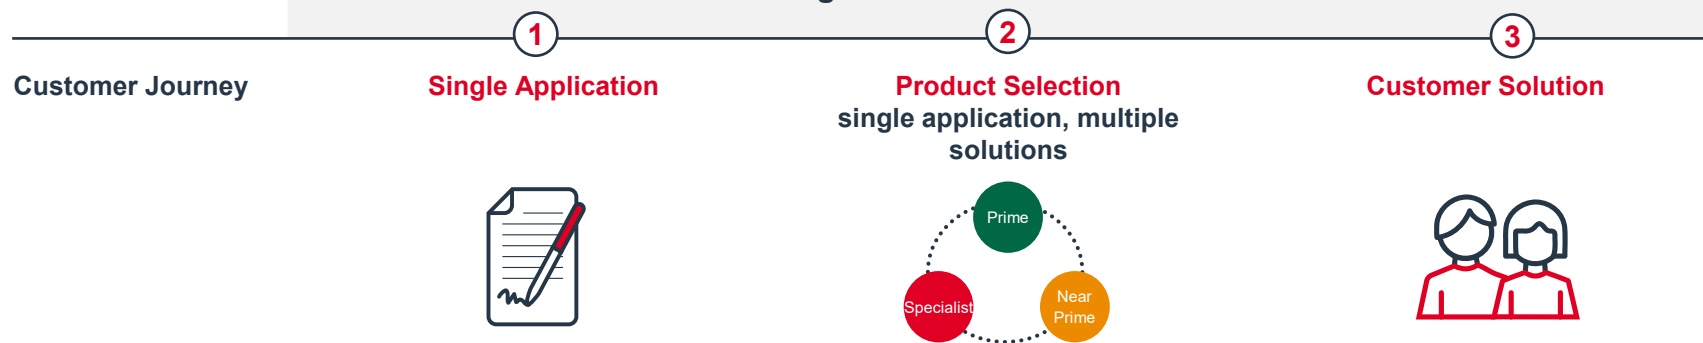 1
2
3
Customer Journey
Single Application
Product Selection
single application, multiple
solutions
Customer Solution
Prime
Specialist
Near
Prime